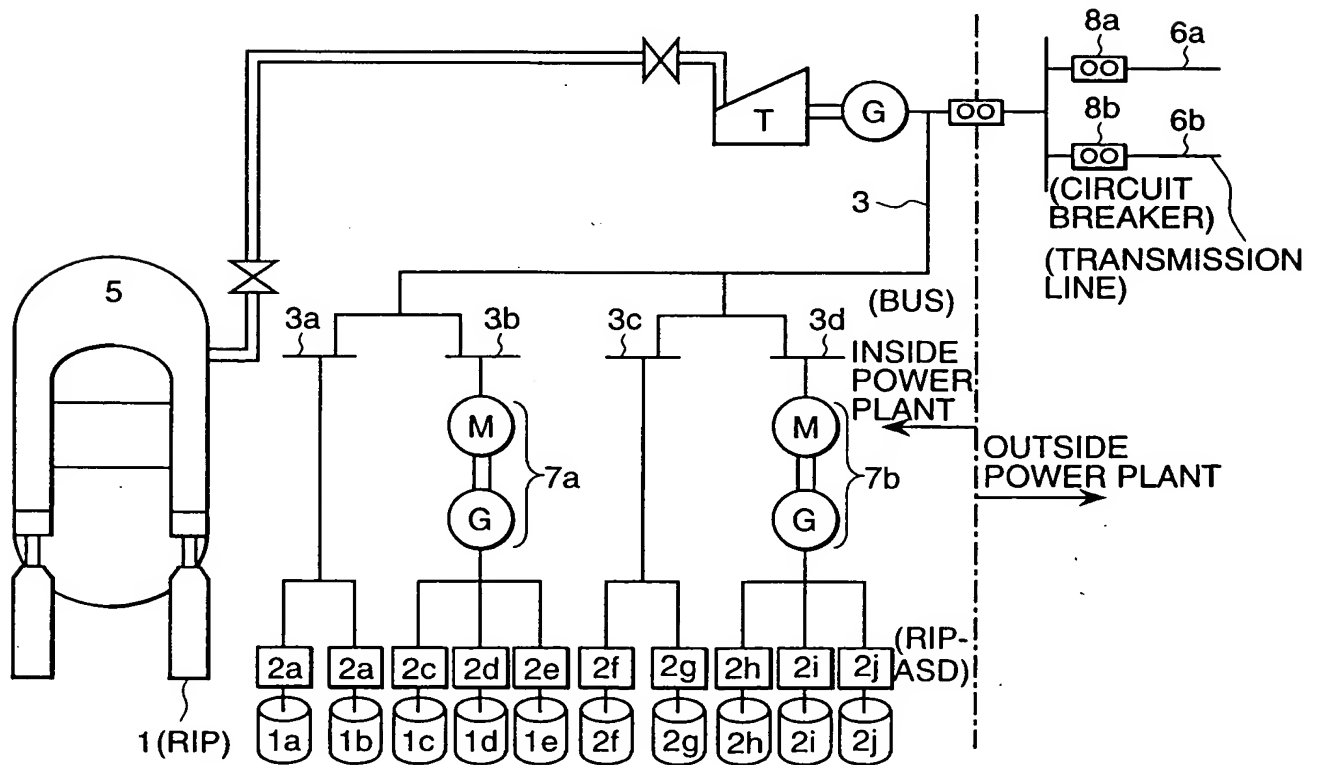 8a
6a
T
G
8b
6b
3
(CIRCUIT
BREAKER)
(TRANSMISSION
LINE)
5
(BUS)
3a
3b
3c
3d
INSIDE
POWER
PLANT
M
M
7a
7b
OUTSIDE
POWER PLANT
G
G
(RIP-
ASD)
2a
2a
2c
2d
2e
2f
2g
2h
2i
2j
1(RIP)
1a
1b
1c
1d
1e
2f
2g
2h
2i
2j